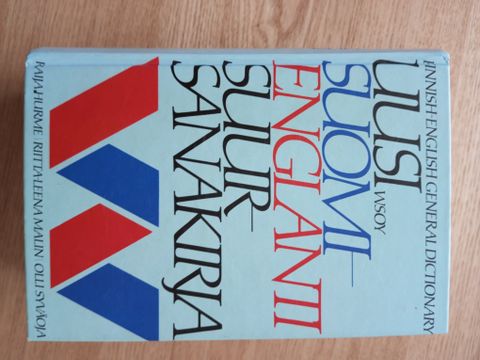 FINNISH-ENGLISH GENERAL DICTIONARY
UUSI
WSOY
SUOMI–
ENGLANTI
SUUR–
SANAKIRJA
RAIJA HURME RIITTA-LEENA MALIN OLLI SYVÄOJA